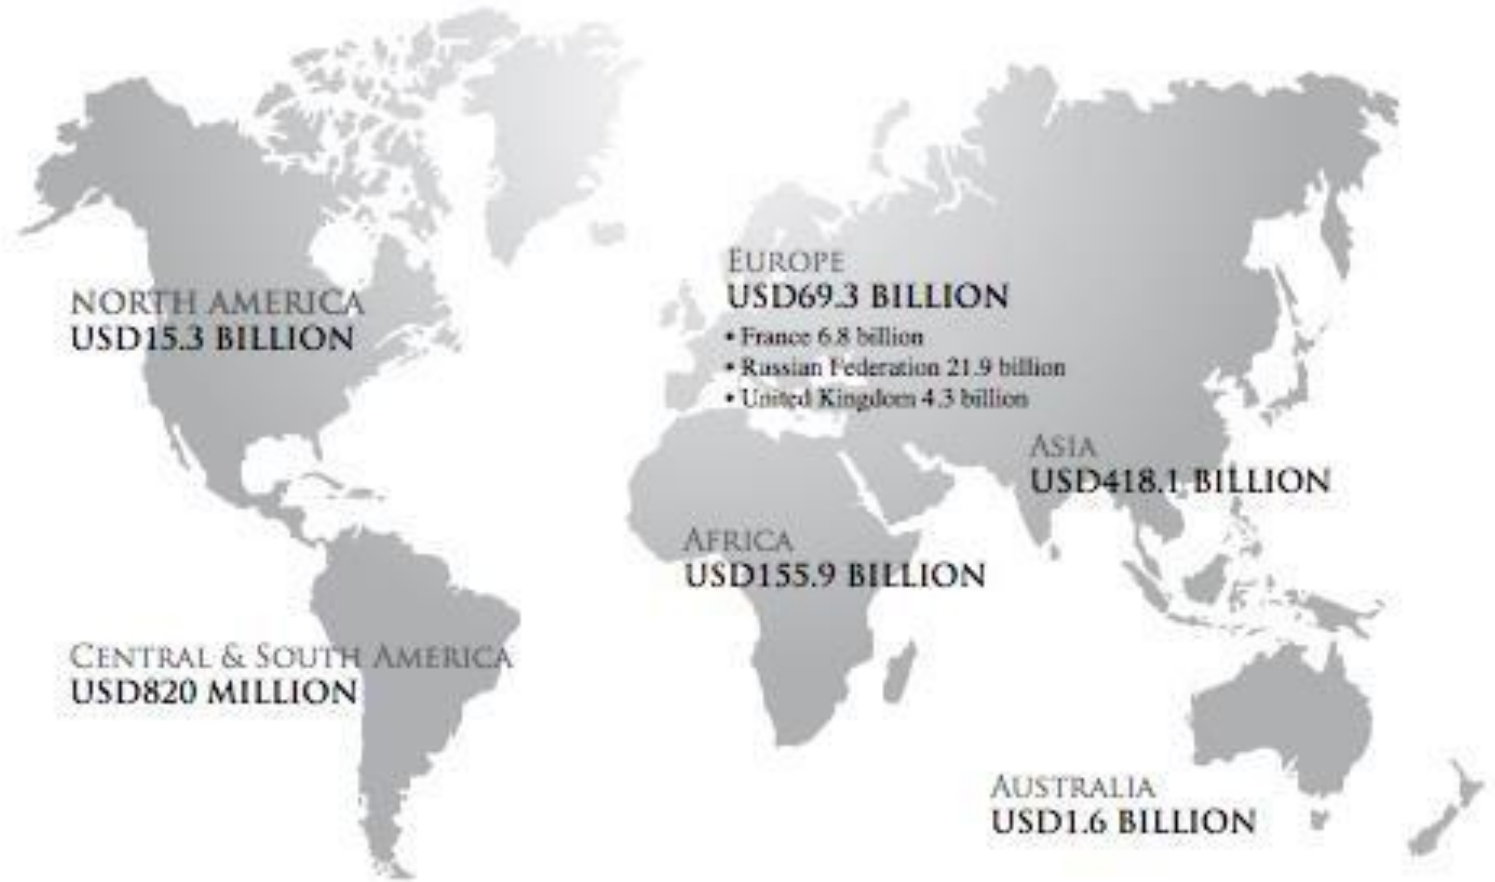 NORTH AMERICA
USD15.3 BILLION
EUROPE
USD69.3 BILLION
• France 6.8 billion
• Russian Federation 21.9 billion
• United Kingdom 4.3 billion
ASIA
USD418.1 BILLION
AFRICA
USD155.9 BILLION
CENTRAL & SOUTH AMERICA
USD820 MILLION
AUSTRALIA
USD1.6 BILLION